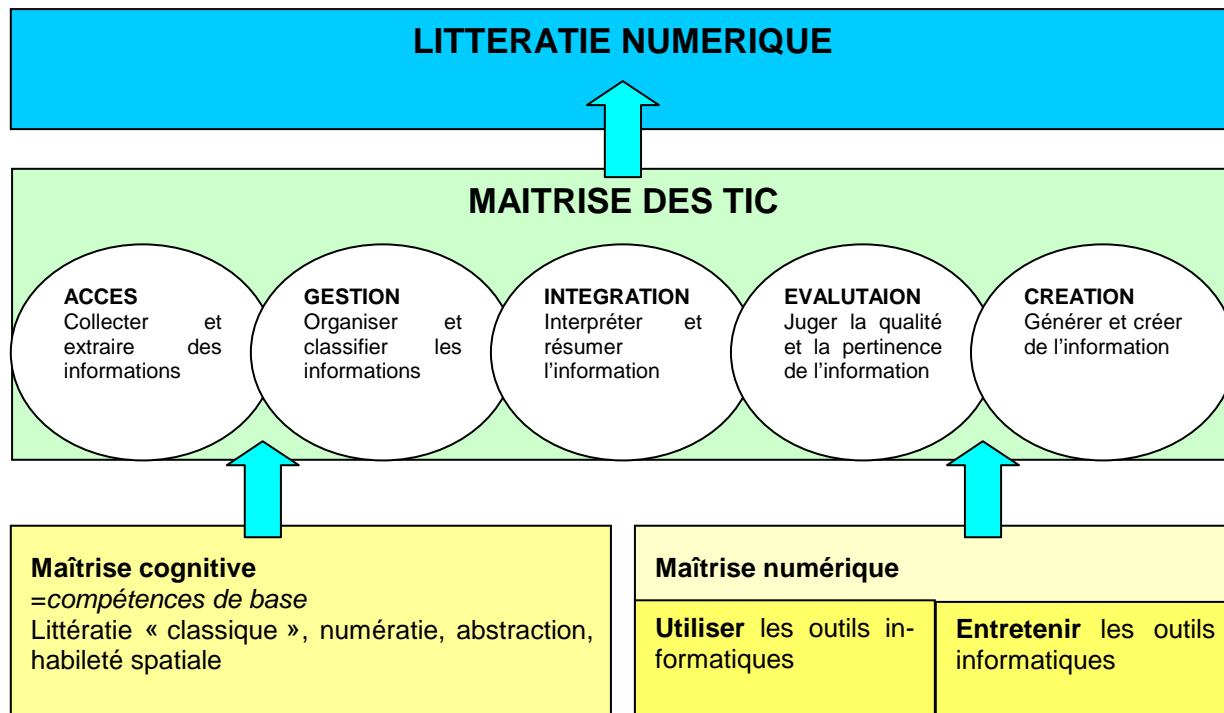 LITTERATIE NUMERIQUE
MAITRISE DES TIC
ACCES
Collecter et
extraire des
informations
GESTION
Organiser et
classifier les
informations
INTEGRATION
Interpréter et
résumer
l’information
EVALUTAION
Juger la qualité
et la pertinence
de l’information
CREATION
Générer et créer
de l’information
Maîtrise cognitive
=compétences de base
Littératie « classique », numératie, abstraction,
habileté spatiale
Maîtrise numérique
Utiliser les outils in-
formatiques
Entretenir les outils
informatiques